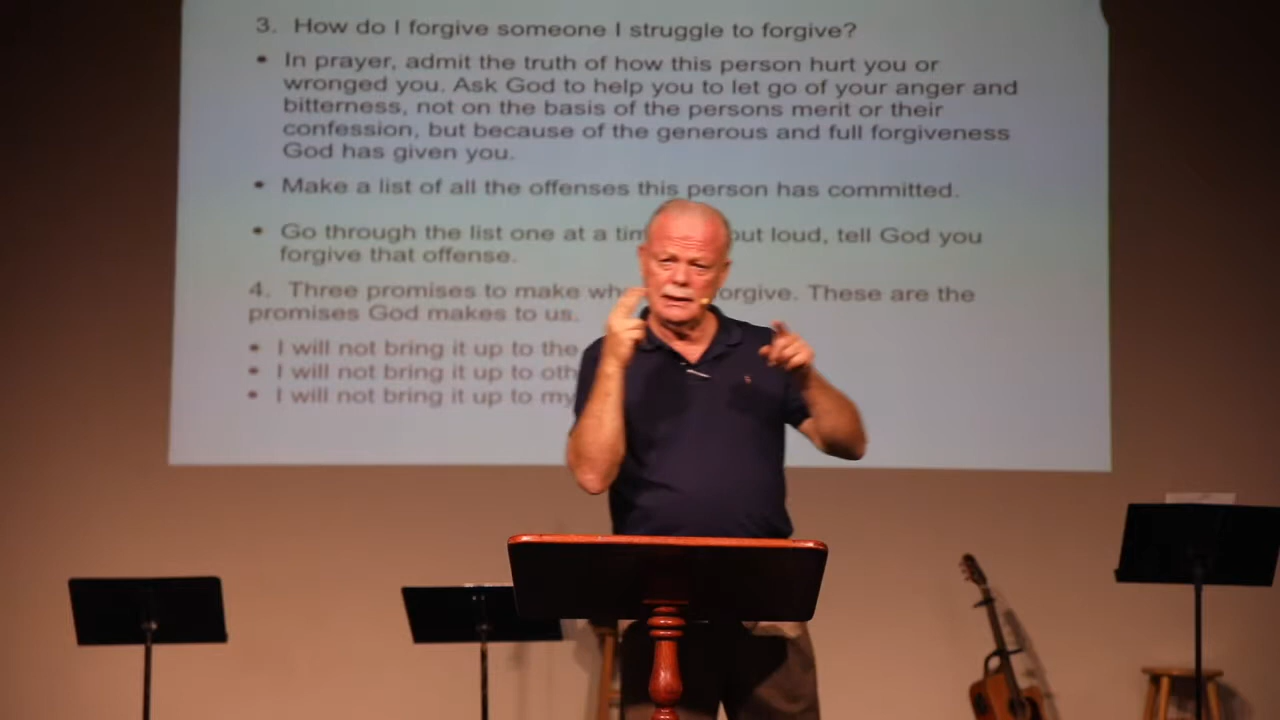 3. How do I forgive someone I struggle to forgive?
• In prayer, admit the truth of how this person hurt you or
wronged you. Ask God to help you to let go of your anger and
bitterness, not on the basis of the persons merit or their
confession, but because of the generous and full forgiveness
God has given you.
• Make a list of all the offenses this person has committed.
• Go through the list one at a out loud, tell God you
forgive that offense.
4. Three promises to make forgive. These are the
promises God makes to us.
• I will not bring it up to the
• I will not bring it up to
• I will not bring it up to my